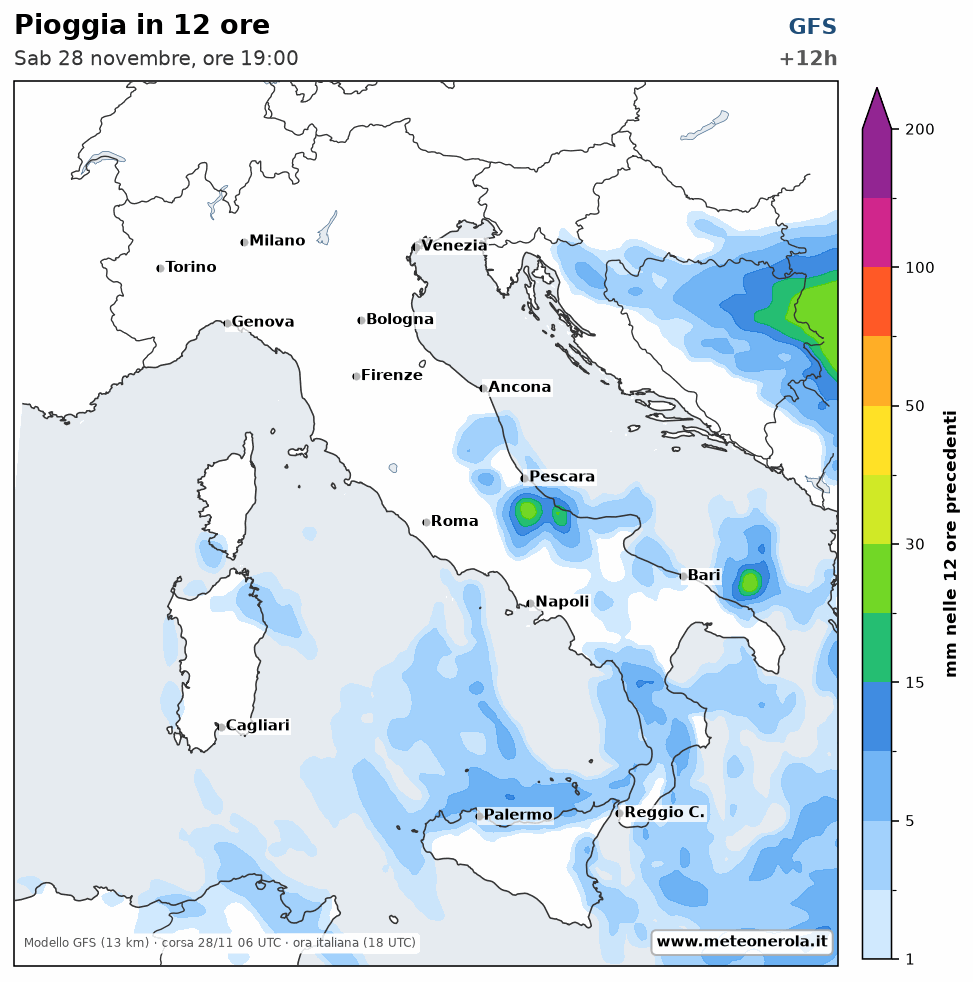 Pioggia in 12 ore
GFS
Sab 28 novembre, ore 19:00
+12h
200
100
50
30
15
5
1
mm nelle 12 ore precedenti
Milano
Venezia
Torino
Genova
Bologna
Firenze
Ancona
Pescara
Roma
Bari
Napoli
Cagliari
Palermo
Reggio C.
Modello GFS (13 km) · corsa 28/11 06 UTC · ora italiana (18 UTC)
www.meteonerola.it